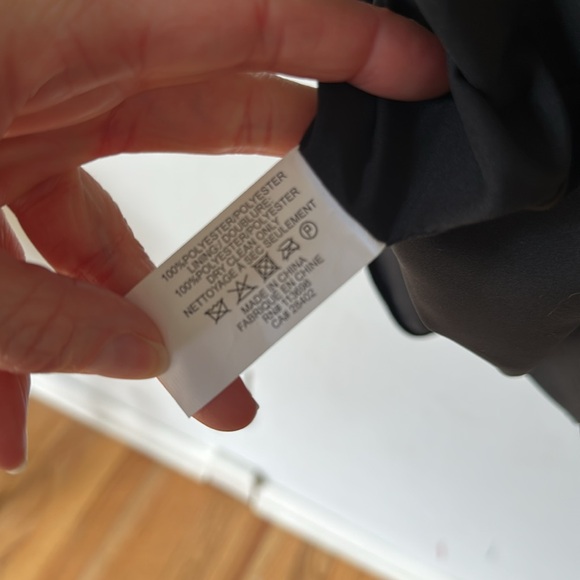 100%POLYESTER/POLYESTER
LINING/ DOUBLURE:
100%POLYESTER/POLYESTER
DRY CLEAN ONLY
NETTOYAGE A SEC SEULEMENT
P
MADE IN CHINA
FABRIQUE EN CHINE
RN# 113698
CA# 28402